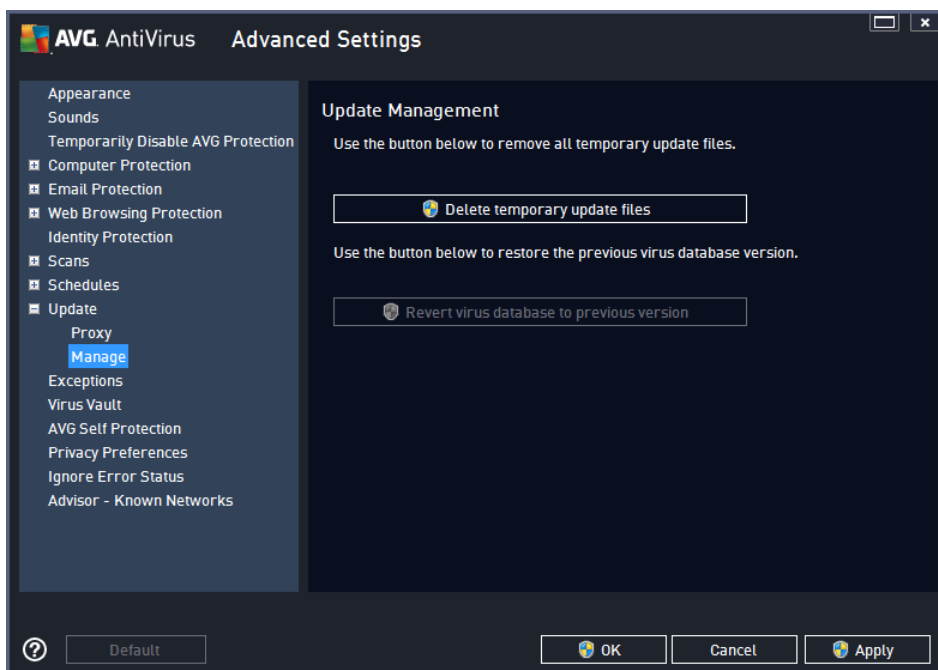 AVG. AntiVirus Advanced Settings
Appearance
Sounds
Temporarily Disable AVG Protection
Computer Protection
Email Protection
Web Browsing Protection
Identity Protection
Scans
Schedules
Update
Proxy
Manage
Exceptions
Virus Vault
AVG Self Protection
Privacy Preferences
Ignore Error Status
Advisor - Known Networks
Update Management
Use the button below to remove all temporary update files.
Delete temporary update files
Use the button below to restore the previous virus database version.
Revert virus database to previous version
? Default OK Cancel Apply